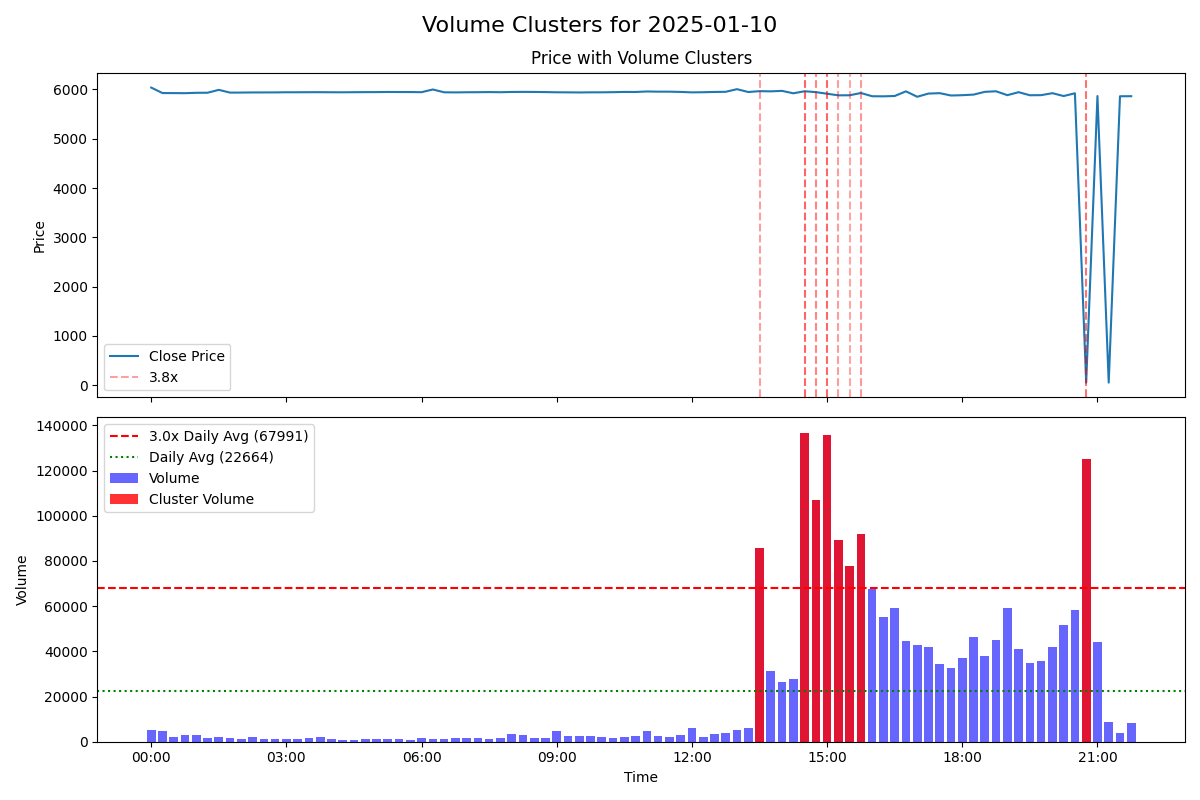 Volume Clusters for 2025-01-10
Price with Volume Clusters
6000
5000
4000
3000
2000
1000
0
Price
Close Price
3.8x
140000
120000
100000
80000
60000
40000
20000
0
Volume
3.0x Daily Avg (67991)
Daily Avg (22664)
Volume
Cluster Volume
00:00 03:00 06:00 09:00 12:00 15:00 18:00 21:00
Time